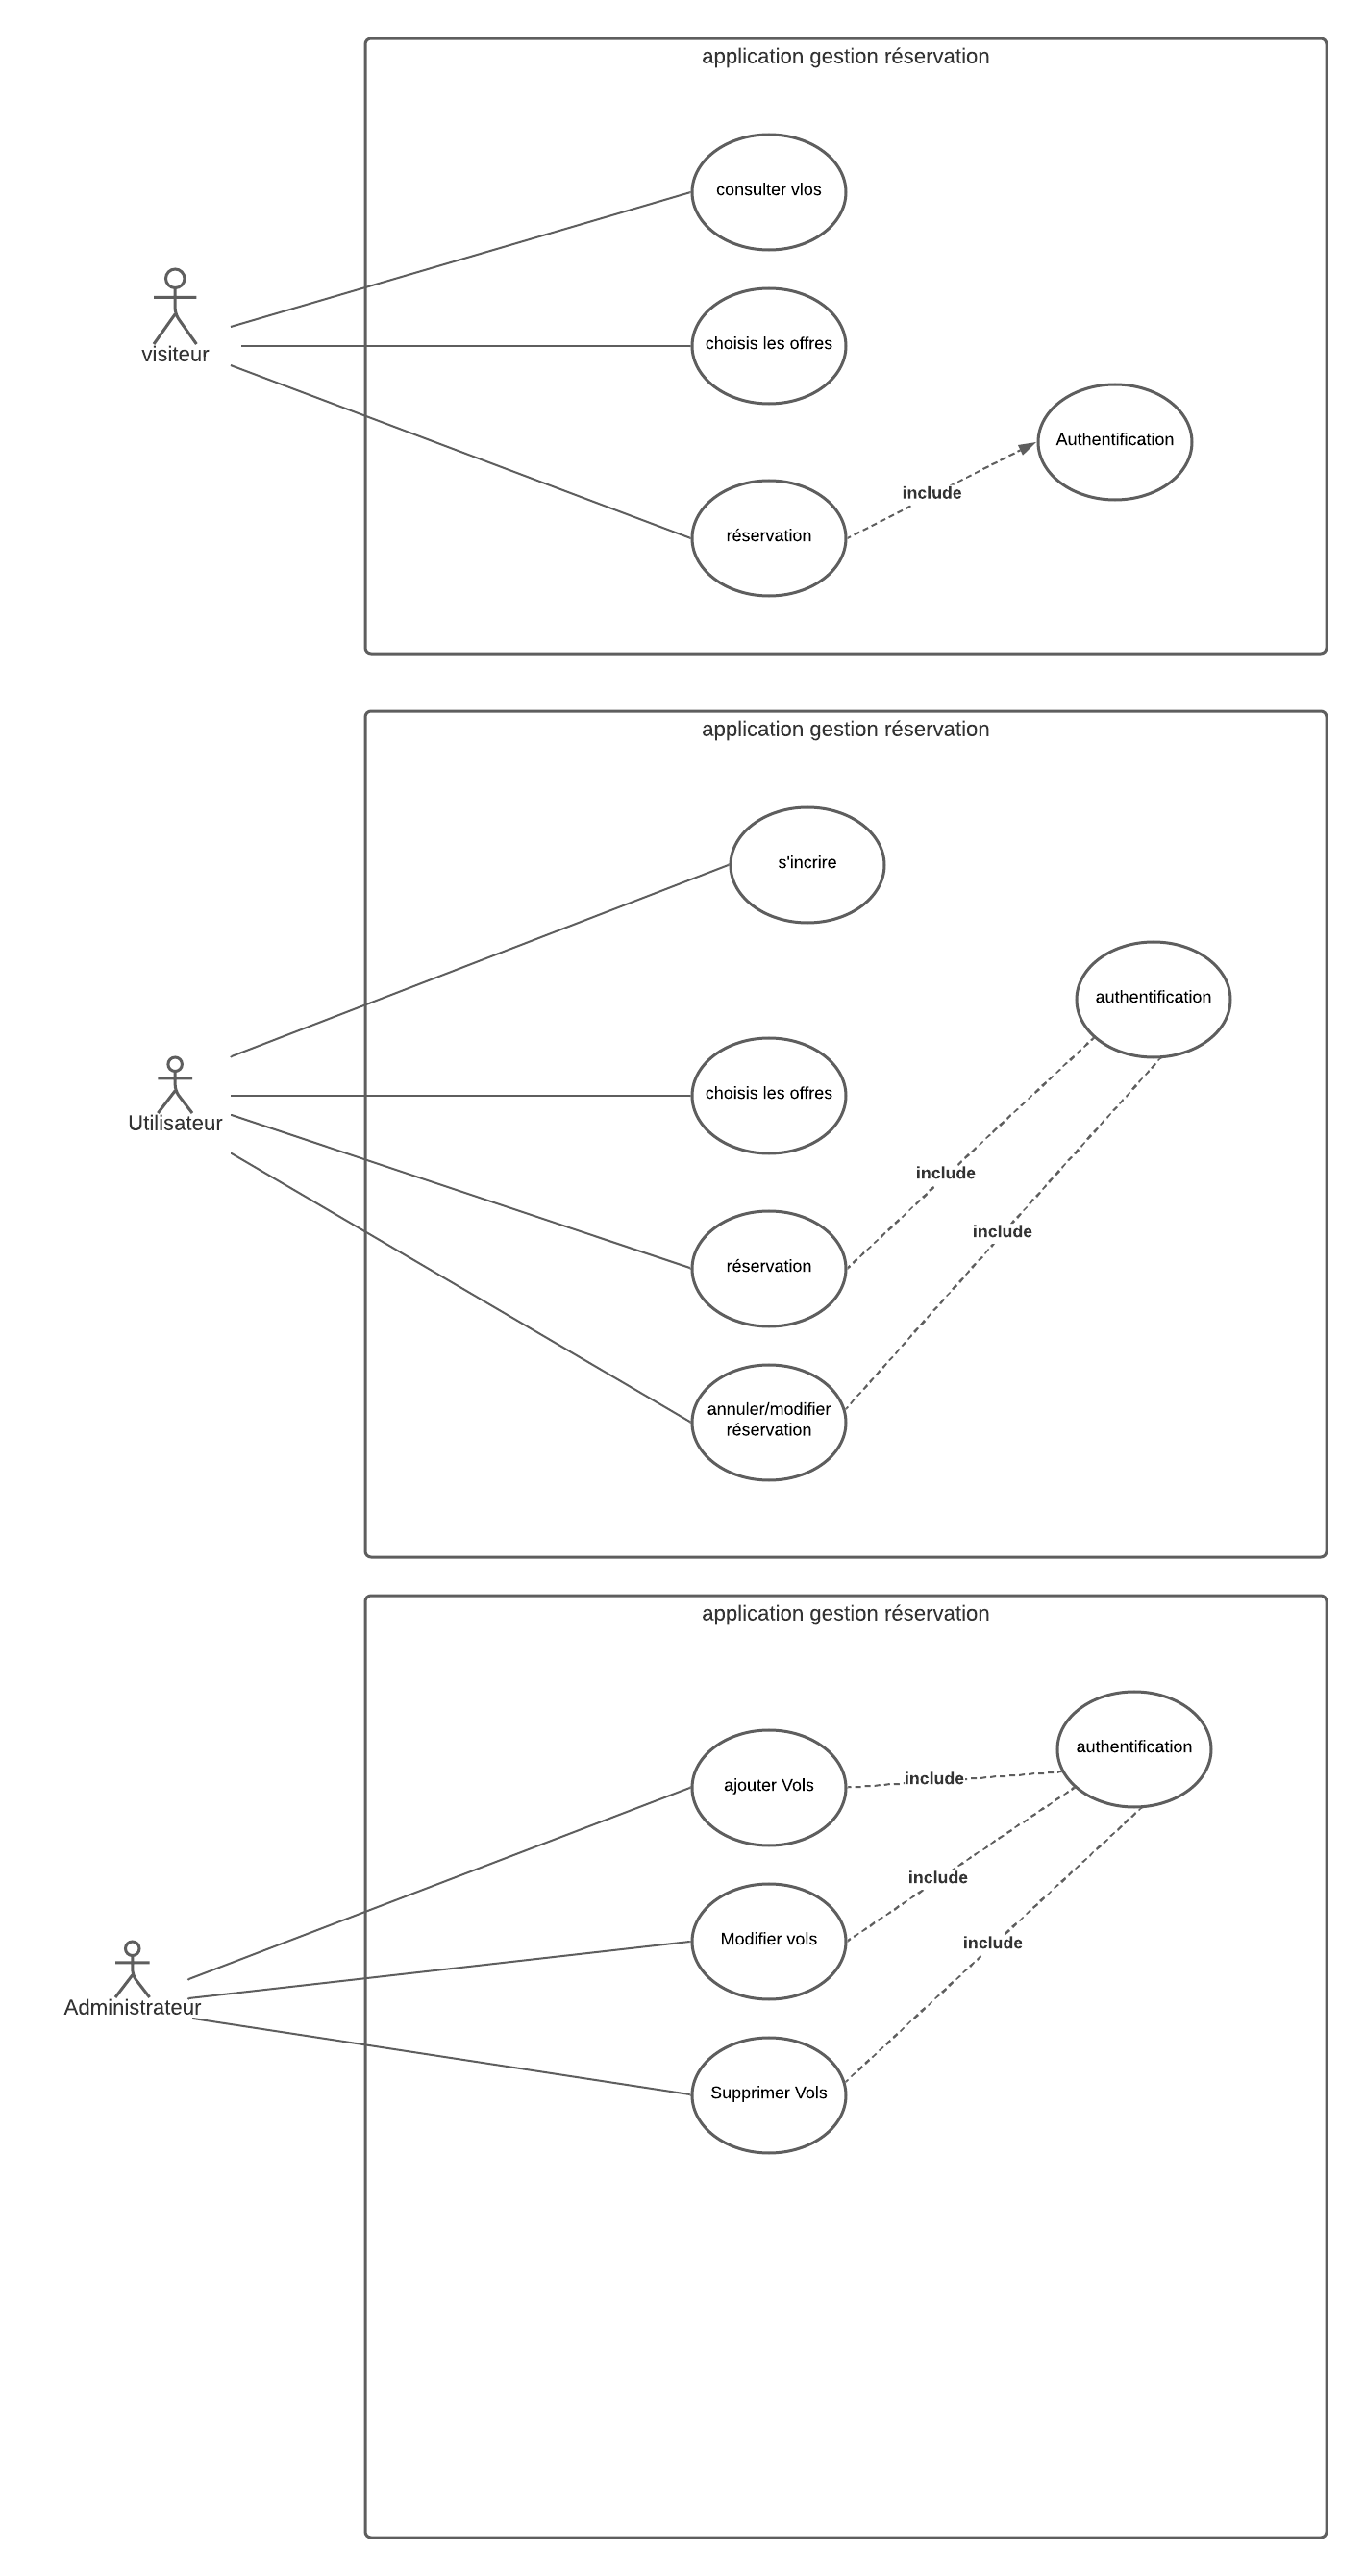 application gestion réservation
consulter vlos
visiteur
choisis les offres
Authentification
include
réservation
application gestion réservation
s'incrire
authentification
Utilisateur
choisis les offres
include
include
réservation
annuler/modifier
réservation
application gestion réservation
authentification
ajouter Vols
include
include
Modifier vols
include
Administrateur
Supprimer Vols